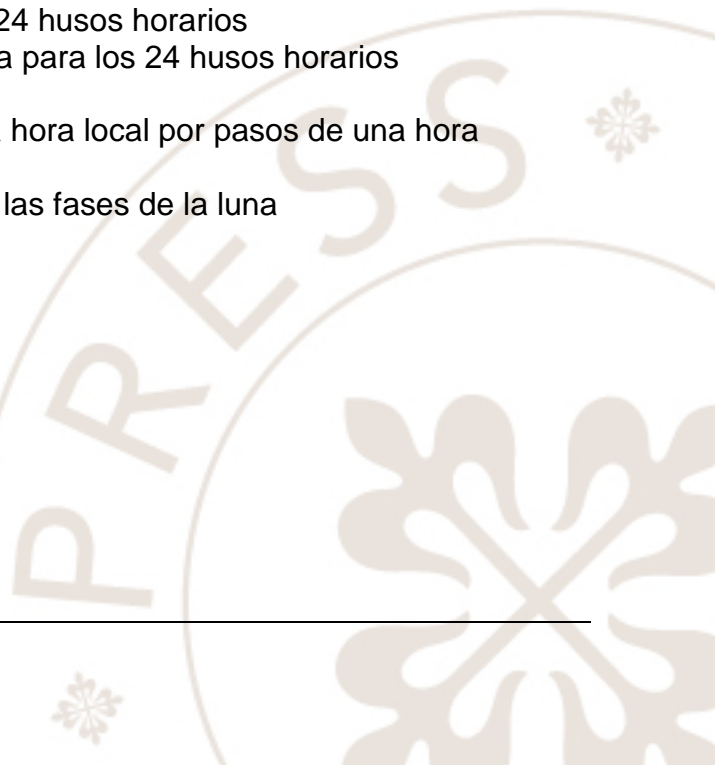 24 husos horarios
a para los 24 husos horarios
hora local por pasos de una hora
las fases de la luna
PRESS